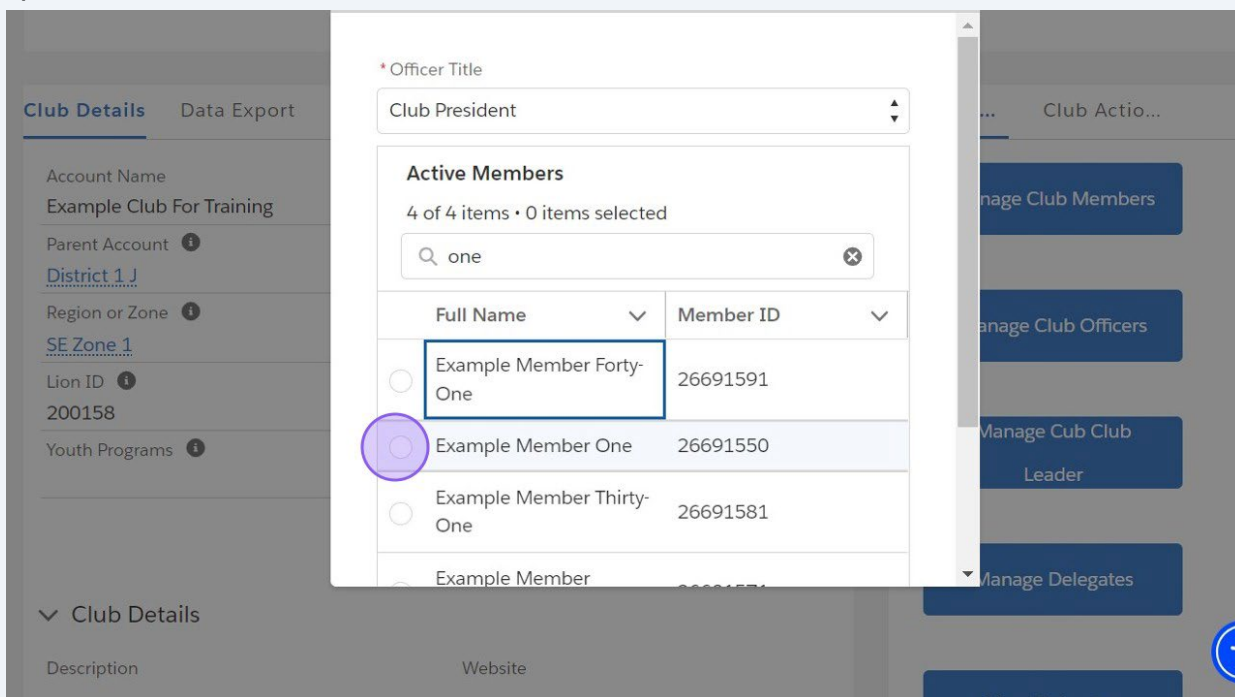 * Officer Title
Club President
Active Members
4 of 4 items • 0 items selected
one
Full Name
Member ID
Example Member Forty-
One
26691591
Example Member One
26691550
Example Member Thirty-
One
26691581
Example Member
Club Details
Data Export
Account Name
Example Club For Training
Parent Account
District 1 J
Region or Zone
SE Zone 1
Lion ID
200158
Youth Programs
Club Details
Description
Website
...
Club Actio...
nage Club Members
anage Club Officers
Manage Cub Club
Leader
Manage Delegates